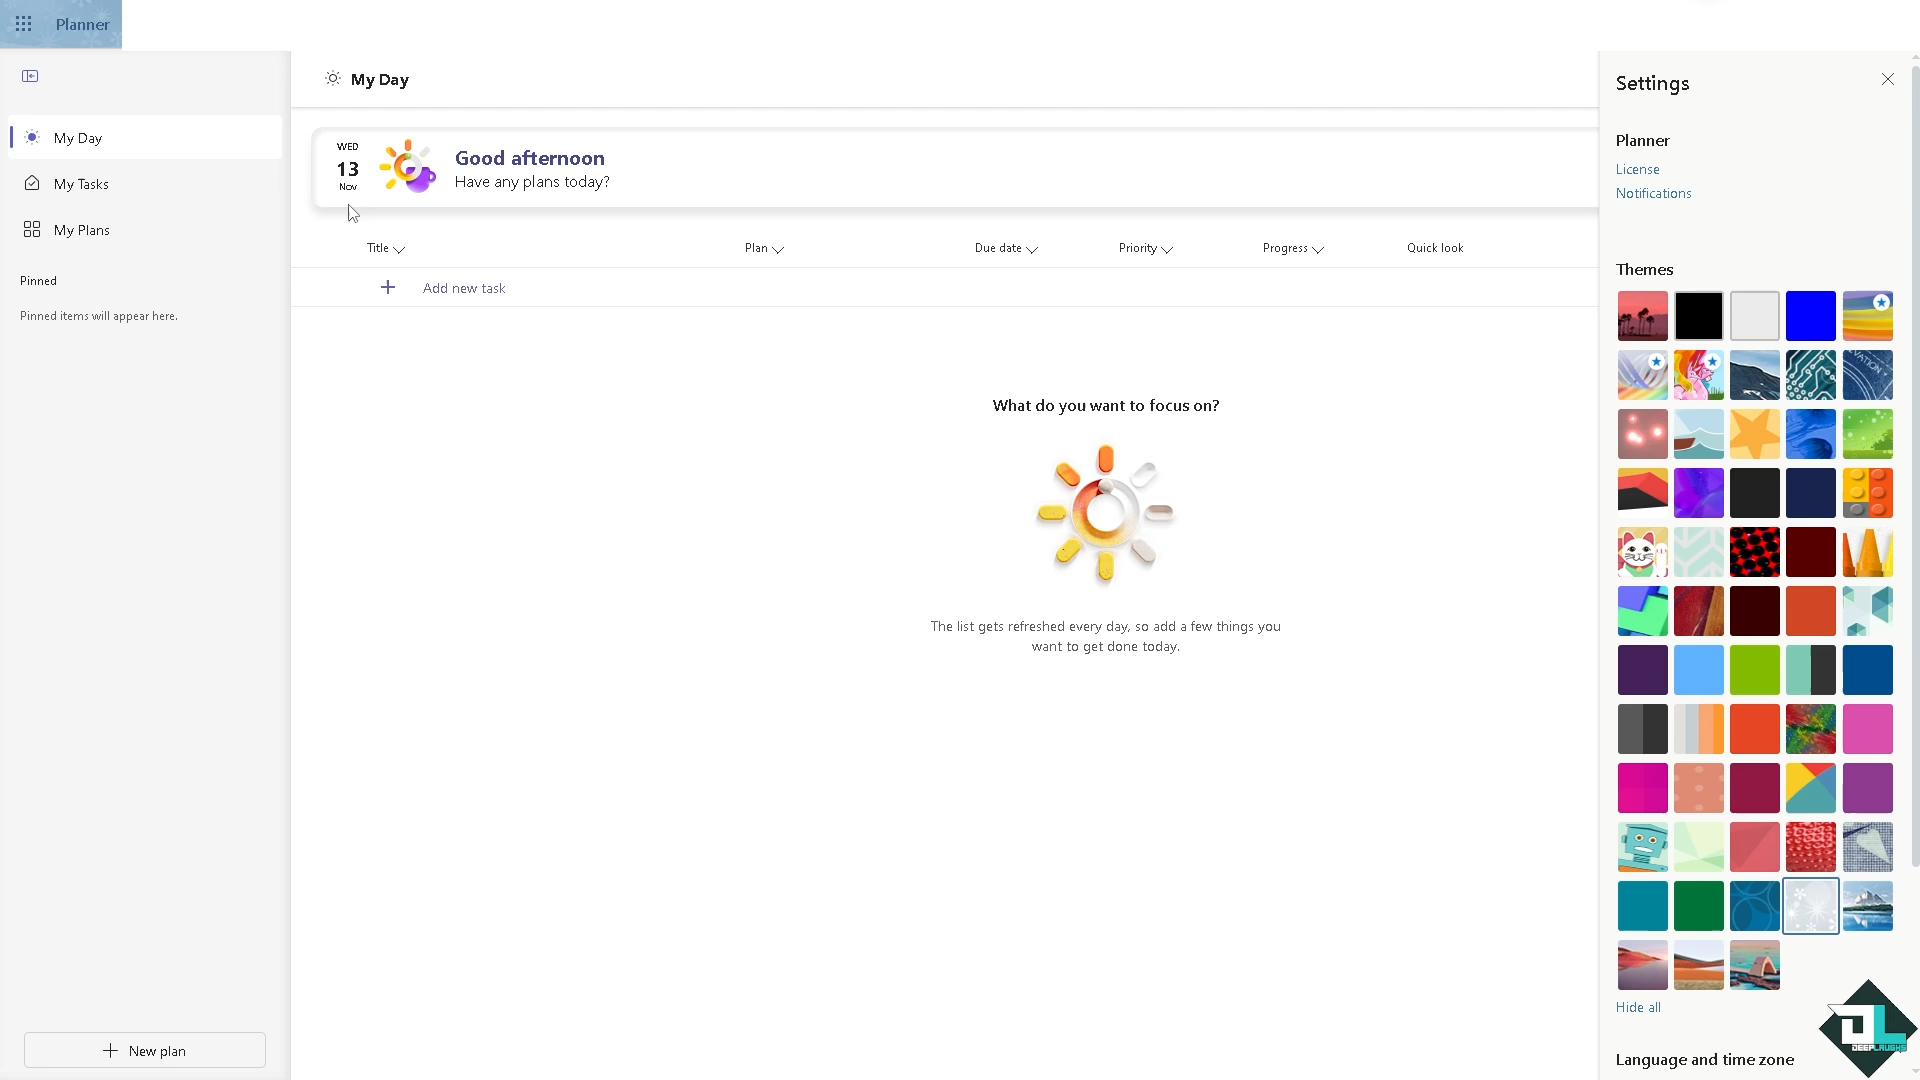 Planner
My Day
Settings
My Day
My Tasks
My Plans
Pinned
Pinned items will appear here.
New plan
WED
13
Nov
Good afternoon
Have any plans today?
Title
Plan
Due date
Priority
Progress
Quick look
Add new task
What do you want to focus on?
The list gets refreshed every day, so add a few things you
want to get done today.
Planner
License
Notifications
Themes
Hide all
Language and time zone
DEEPLAUGHS